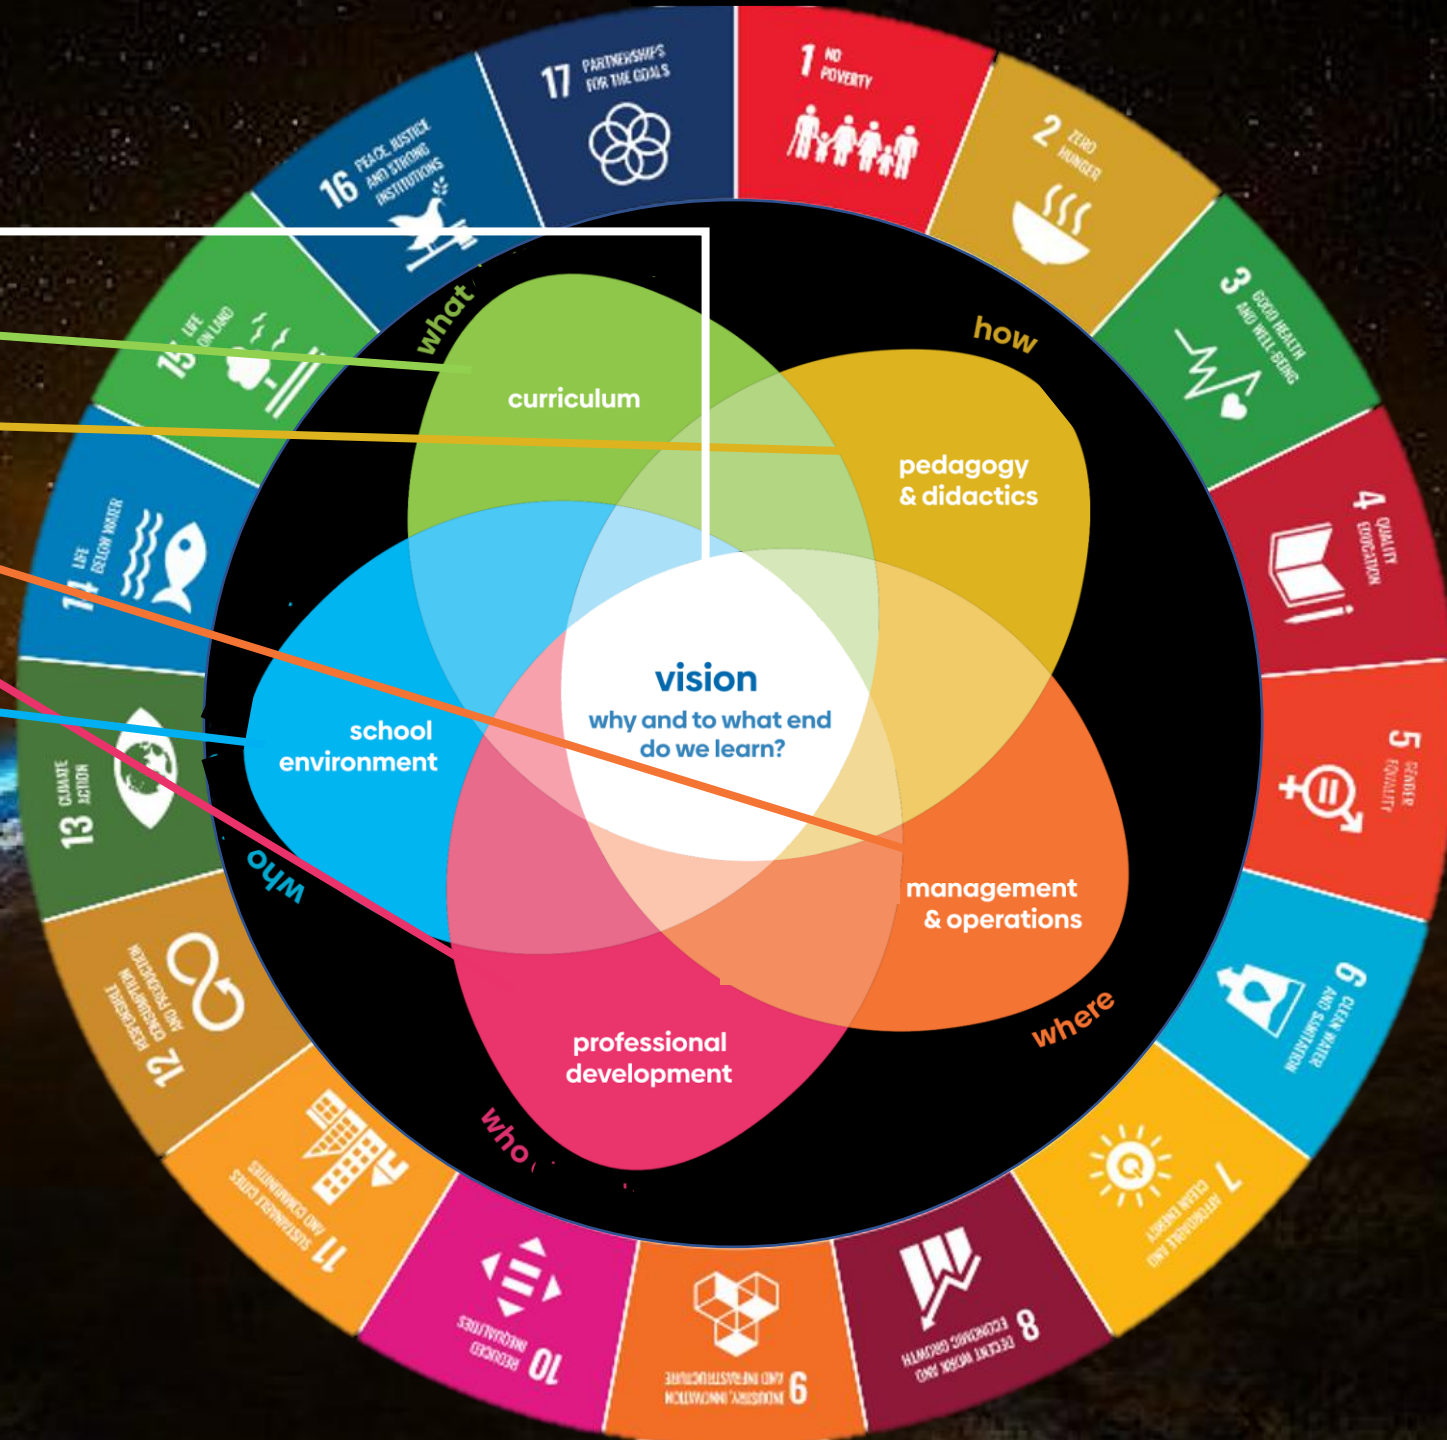 17 PARTNERSHIPS
FOR THE GOALS
1 NO
POVERTY
2 ZERO
HUNGER
3 GOOD HEALTH
AND WELL-BEING
4 QUALITY
EDUCATION
5 GENDER
EQUALITY
6 CLEAN WATER
AND SANITATION
7 AFFORDABLE AND
CLEAN ENERGY
8 DECENT WORK AND
ECONOMIC GROWTH
9 INDUSTRY, INNOVATION
AND INFRASTRUCTURE
10 REDUCED
INEQUALITIES
11 SUSTAINABLE CITIES
AND COMMUNITIES
12 RESPONSIBLE
CONSUMPTION
AND PRODUCTION
13 CLIMATE
ACTION
14 LIFE
BELOW WATER
15 LIFE
ON LAND
16 PEACE, JUSTICE
AND STRONG
INSTITUTIONS
what
curriculum
how
pedagogy
& didactics
vision
why and to what end
do we learn?
school
environment
who
management
& operations
where
professional
development
who